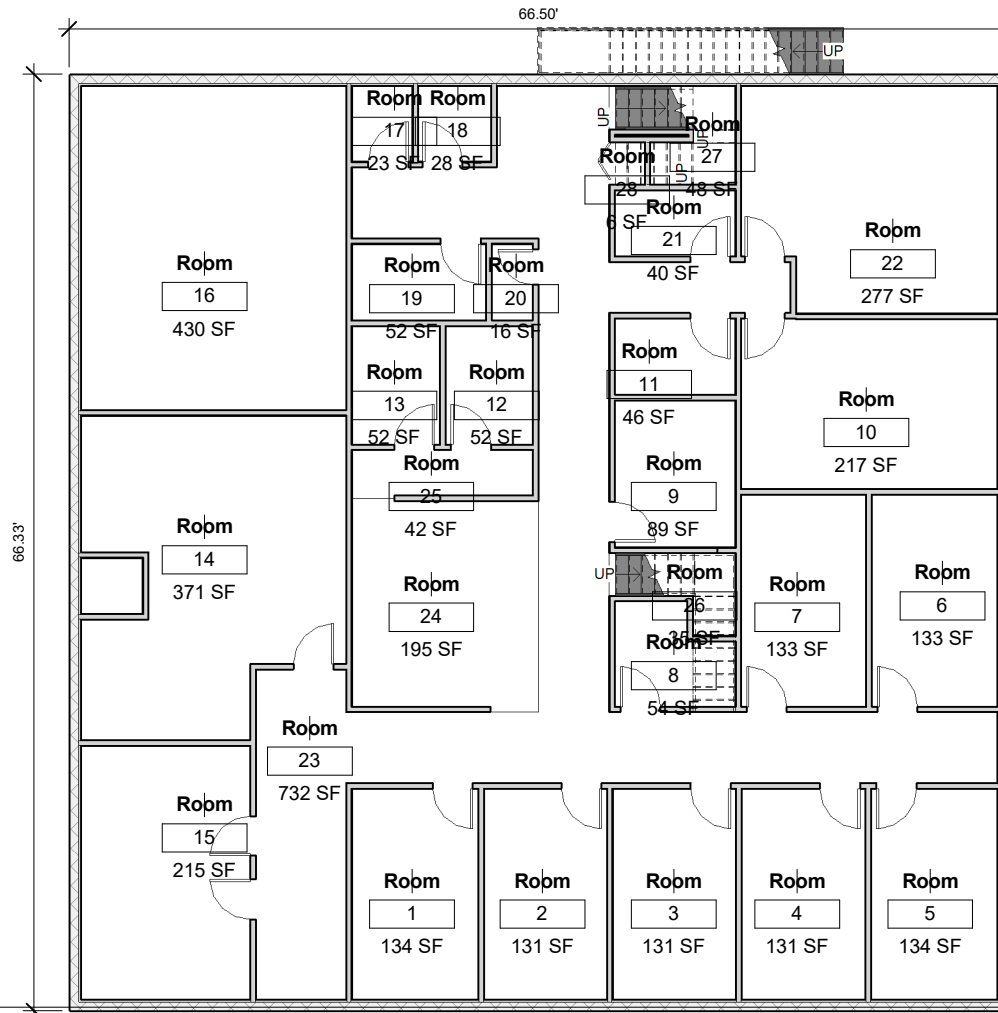 66.50'
UP
66.33'
Room
17
23 SF
Room
18
28 SF
UP
UP
Room
27
48 SF
UP
Room
28
6 SF
Room
21
40 SF
Room
22
277 SF
Room
16
430 SF
Room
19
52 SF
Room
20
16 SF
Room
11
46 SF
Room
13
52 SF
Room
12
52 SF
Room
10
217 SF
Room
25
42 SF
Room
9
89 SF
Room
14
371 SF
Room
24
195 SF
UP
Room
26
35 SF
Room
7
133 SF
Room
6
133 SF
Room
8
54 SF
Room
23
732 SF
Room
15
215 SF
Room
1
134 SF
Room
2
131 SF
Room
3
131 SF
Room
4
131 SF
Room
5
134 SF